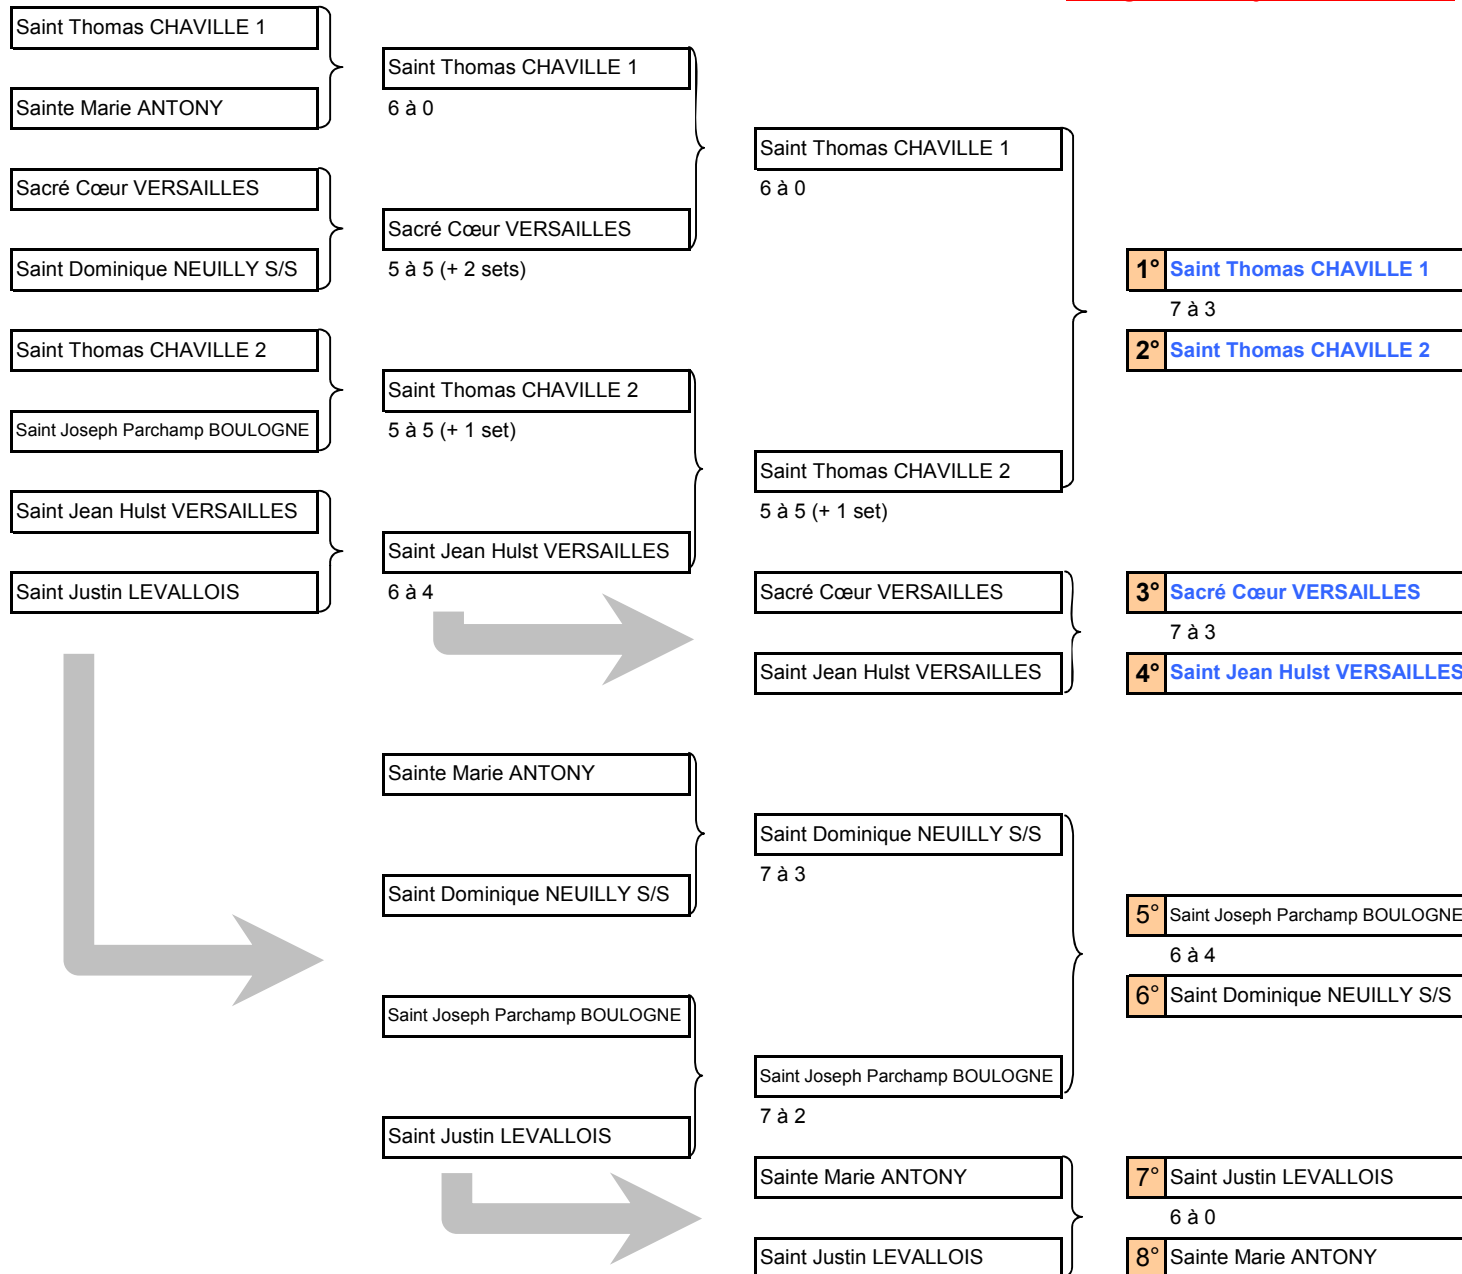 Saint Thomas CHAVILLE 1
Sainte Marie ANTONY
Sacré Cœur VERSAILLES
Saint Dominique NEUILLY S/S
Saint Thomas CHAVILLE 2
Saint Joseph Parchamp BOULOGNE
Saint Jean Hulst VERSAILLES
Saint Justin LEVALLOIS
Saint Thomas CHAVILLE 1
6 à 0
Sacré Cœur VERSAILLES
5 à 5 (+ 2 sets)
Saint Thomas CHAVILLE 2
5 à 5 (+ 1 set)
Saint Jean Hulst VERSAILLES
6 à 4
Sainte Marie ANTONY
Saint Dominique NEUILLY S/S
Saint Joseph Parchamp BOULOGNE
Saint Justin LEVALLOIS
Saint Thomas CHAVILLE 1
6 à 0
Saint Thomas CHAVILLE 2
5 à 5 (+ 1 set)
Sacré Cœur VERSAILLES
Saint Jean Hulst VERSAILLES
Saint Dominique NEUILLY S/S
7 à 3
Saint Joseph Parchamp BOULOGNE
7 à 2
Sainte Marie ANTONY
Saint Justin LEVALLOIS
1° Saint Thomas CHAVILLE 1
7 à 3
2° Saint Thomas CHAVILLE 2
3° Sacré Cœur VERSAILLES
7 à 3
4° Saint Jean Hulst VERSAILLES
5° Saint Joseph Parchamp BOULOGNE
6 à 4
6° Saint Dominique NEUILLY S/S
7° Saint Justin LEVALLOIS
6 à 0
8° Sainte Marie ANTONY